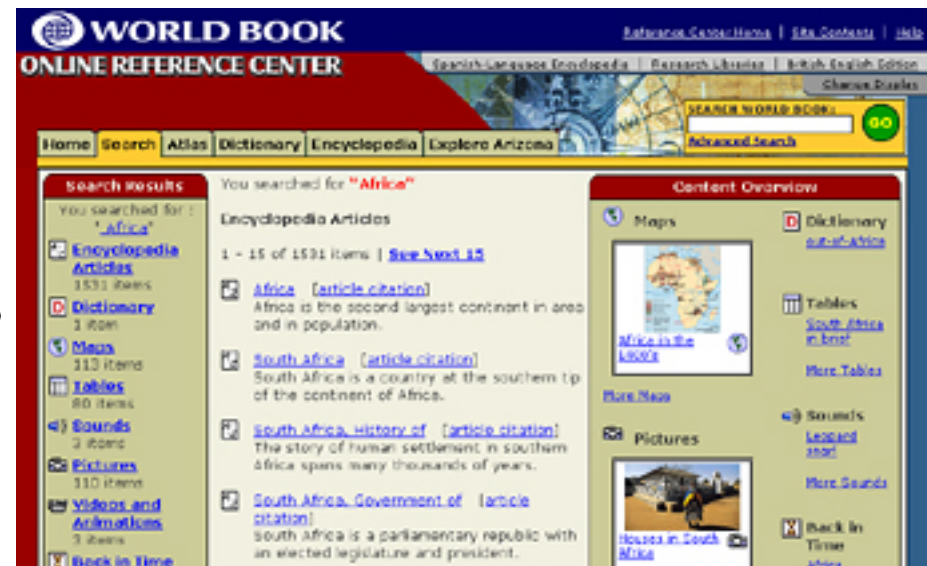 WORLD BOOK
Reference Center Home | Site Contents | Help
ONLINE REFERENCE CENTER
Spanish-Language Encyclopedia | Research Libraries | British English Edition
Change Display
SEARCH WORLD BOOK:
GO
Advanced Search
Home Search Atlas Dictionary Encyclopedia Explore Arizona
Search Results
You searched for :
"Africa"
Encyclopedia
Articles
1531 items
Dictionary
1 item
Maps
113 items
Tables
80 items
Sounds
3 items
Pictures
110 items
Videos and
Animations
3 items
Back in Time
You searched for "Africa"
Encyclopedia Articles
1 - 15 of 1531 items | See Next 15
Africa [article citation]
Africa is the second largest continent in area
and in population.
South Africa [article citation]
South Africa is a country at the southern tip
of the continent of Africa.
South Africa, History of [article citation]
The story of human settlement in southern
Africa spans many thousands of years.
South Africa, Government of [article
citation]
South Africa is a parliamentary republic with
an elected legislature and president.
Content Overview
Maps
Africa in the
More Maps
Pictures
Houses in South
Africa
D Dictionary
out-of-Africa
Tables
South Africa
in brief
More Tables
Sounds
Leopard
snarl
More Sounds
Back in
Time
Africa